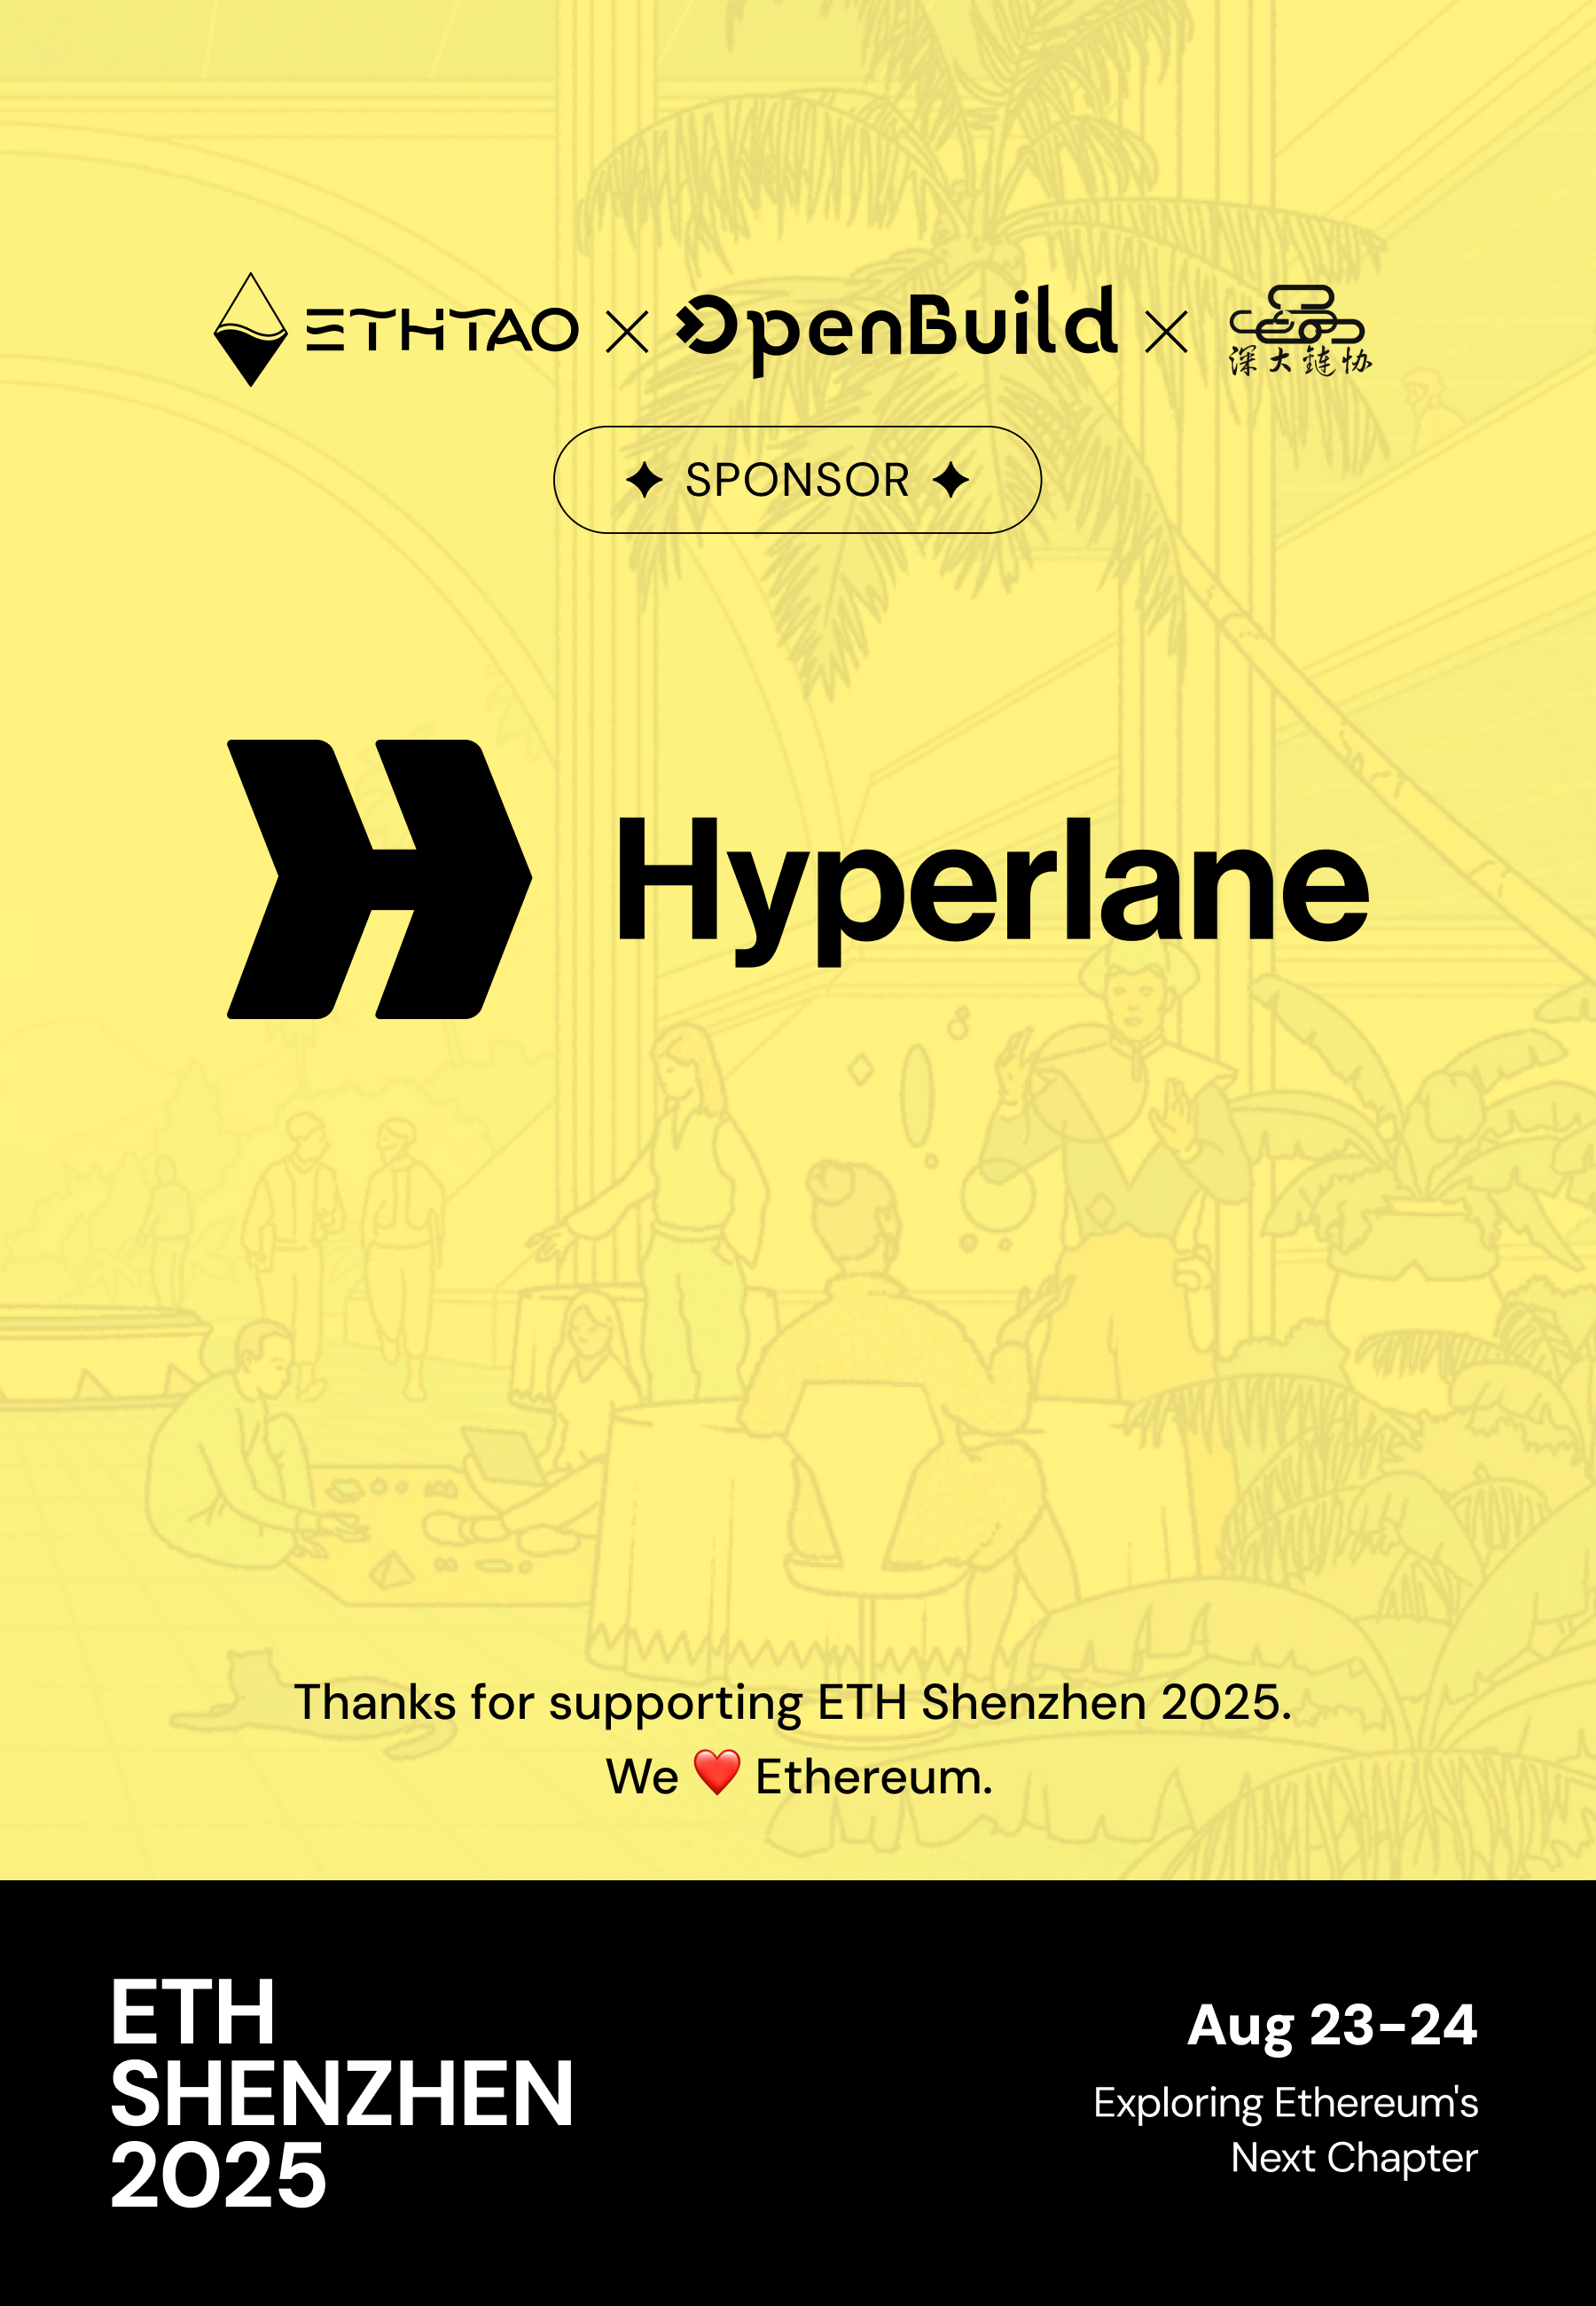 ETHTAO × OpenBuild × 深大鏈协
SPONSOR
Hyperlane
Thanks for supporting ETH Shenzhen 2025.
We ❤️ Ethereum.
ETH
SHENZHEN
2025
Aug 23-24
Exploring Ethereum's
Next Chapter